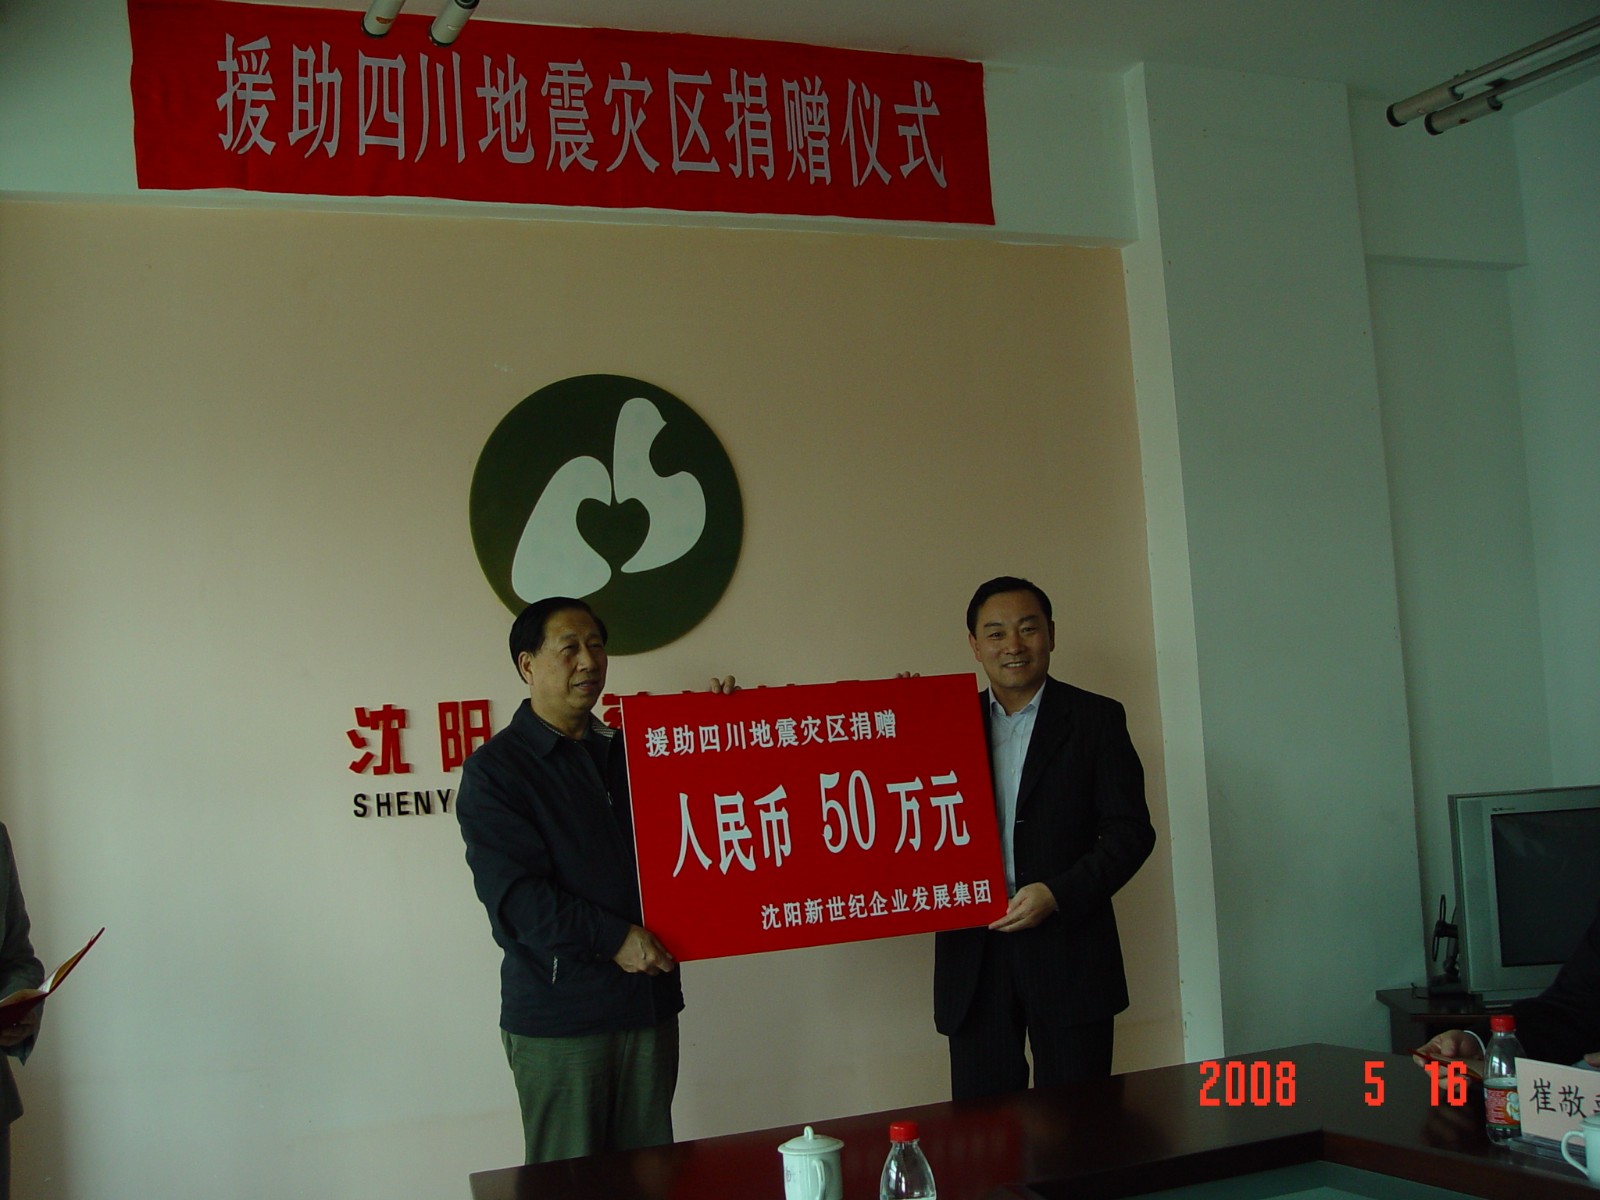 援助四川地震灾区捐赠仪式
沈阳
SHENY
援助四川地震灾区捐赠
人民币 50万元
沈阳新世纪企业发展集团
2008 5 16
崔敬